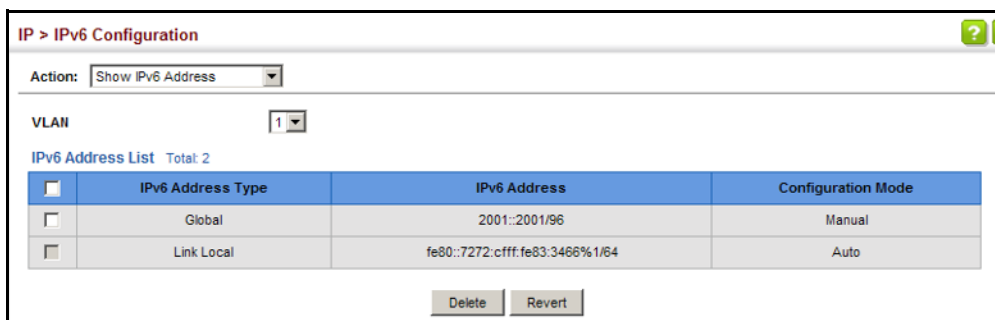 IP > IPv6 Configuration
?
Action: Show IPv6 Address
VLAN 1
IPv6 Address List Total: 2
IPv6 Address Type IPv6 Address Configuration Mode
Global 2001::2001/96 Manual
Link Local fe80::7272:cfff:fe83:3466%1/64 Auto
Delete Revert